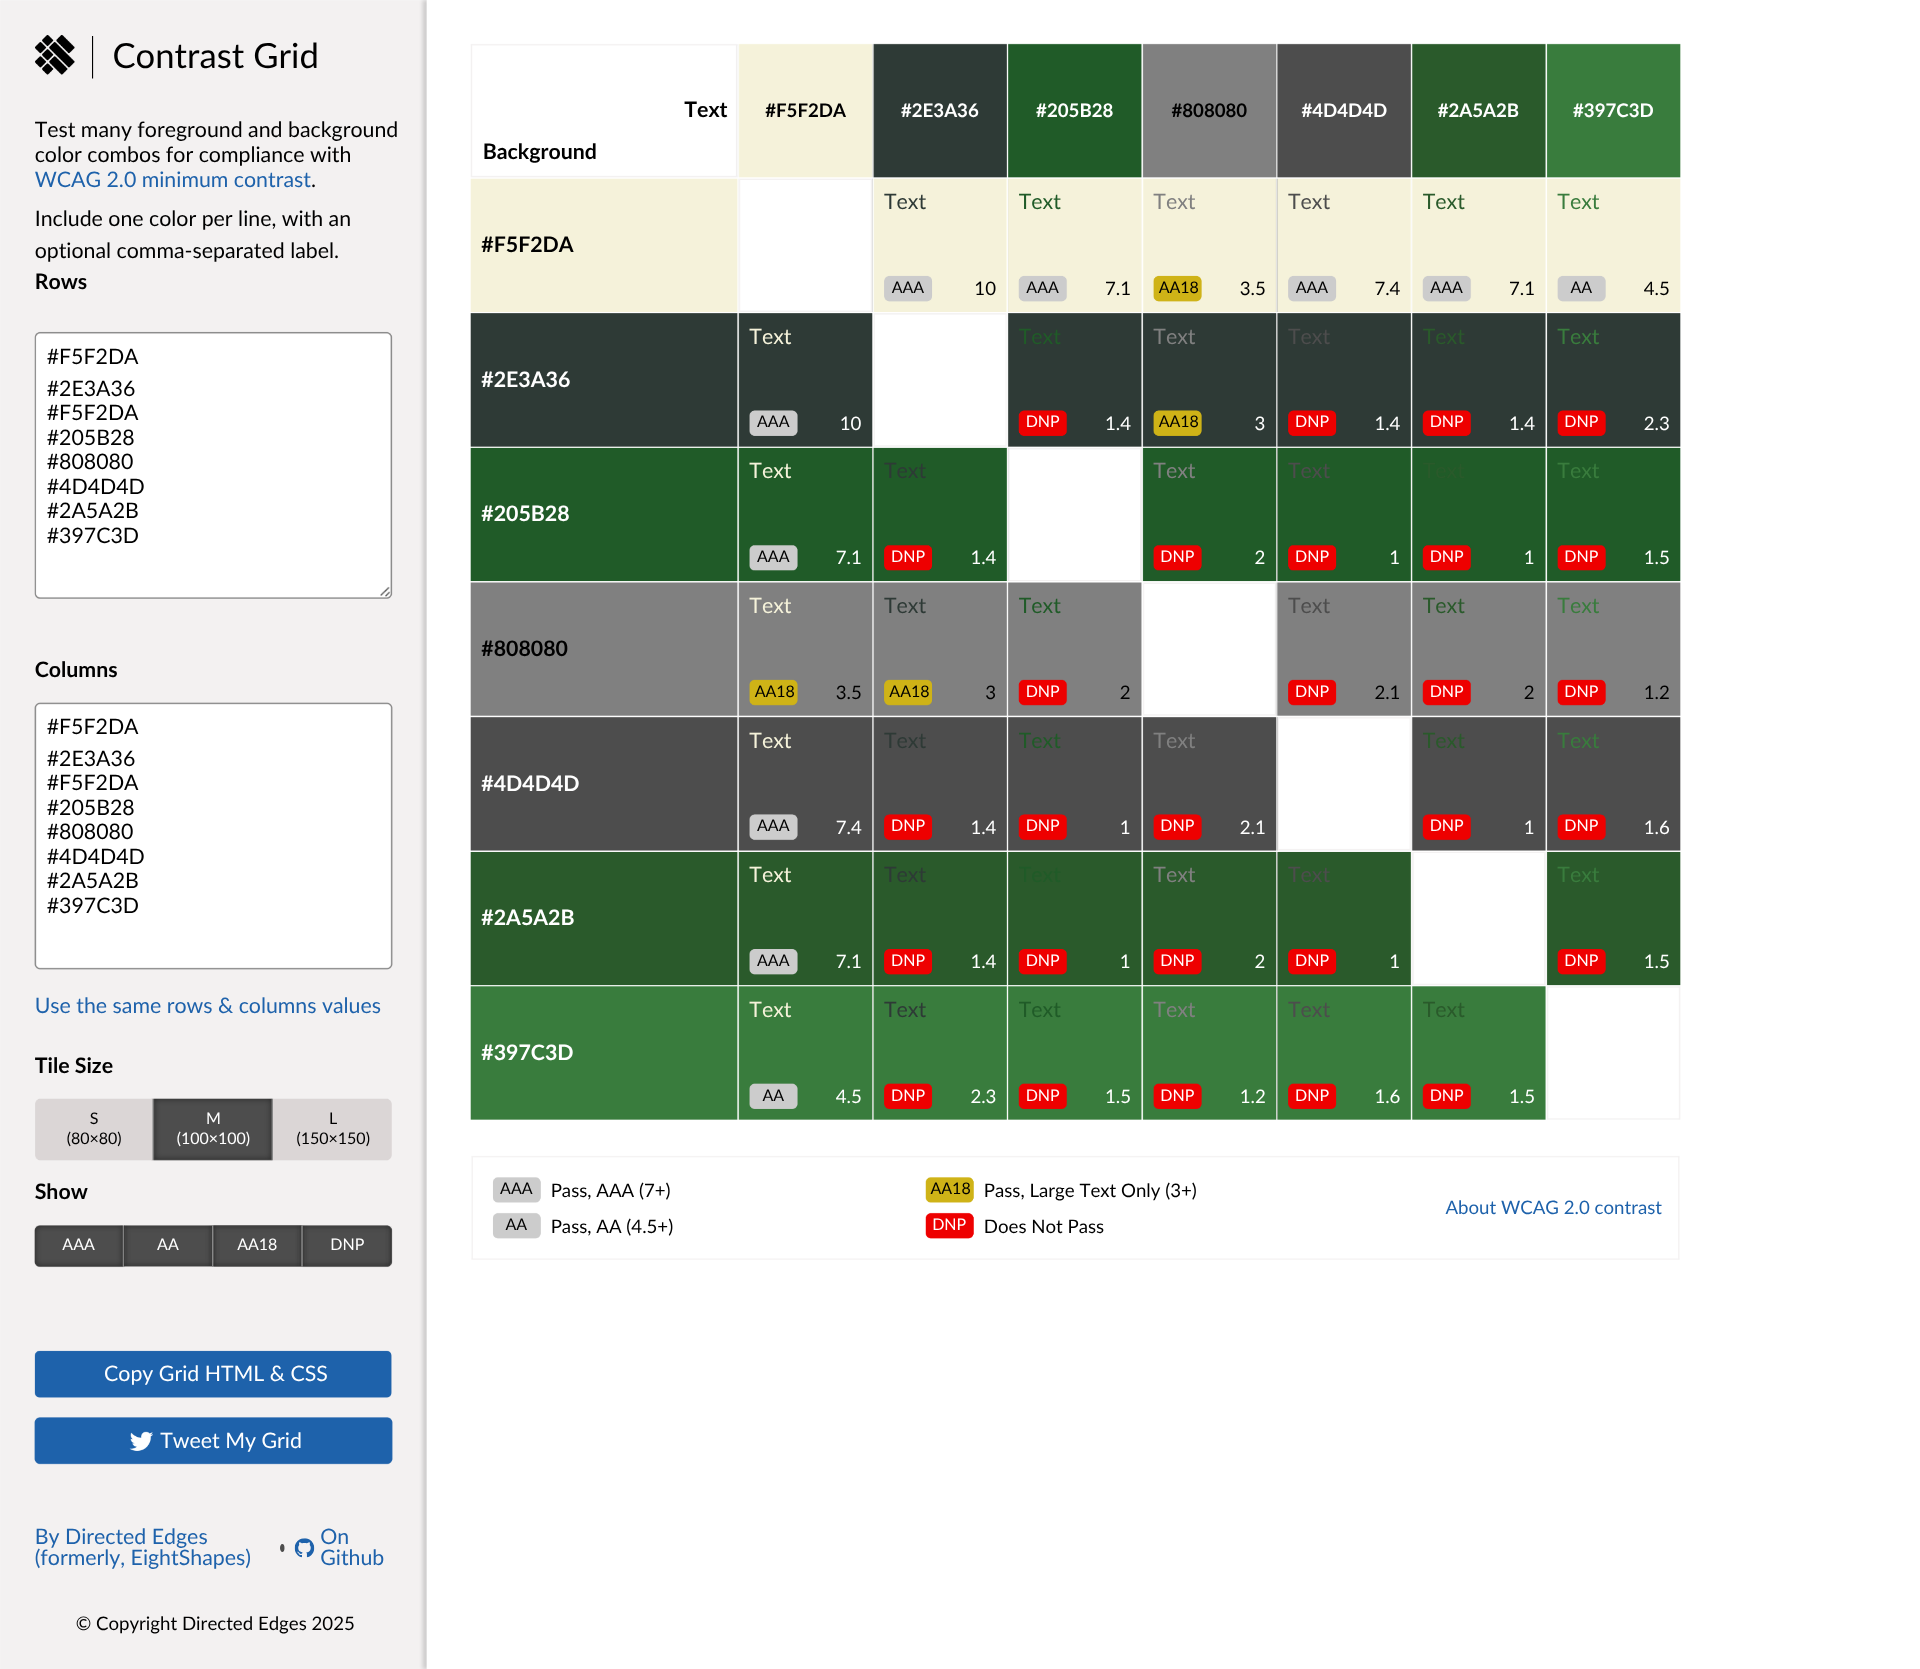 Contrast Grid
Test many foreground and background
color combos for compliance with
WCAG 2.0 minimum contrast.
Include one color per line, with an
optional comma-separated label.
Rows
#F5F2DA
#2E3A36
#F5F2DA
#205B28
#808080
#4D4D4D
#2A5A2B
#397C3D
Columns
#F5F2DA
#2E3A36
#F5F2DA
#205B28
#808080
#4D4D4D
#2A5A2B
#397C3D
Use the same rows & columns values
Tile Size
S M L
(80×80) (100×100) (150×150)
Show
AAA AA AA18 DNP
Copy Grid HTML & CSS
Tweet My Grid
By Directed Edges
(formerly, EightShapes)
• On
Github
© Copyright Directed Edges 2025
Text
Background
#F5F2DA #2E3A36 #205B28 #808080 #4D4D4D #2A5A2B #397C3D
Text Text Text Text Text Text
#F5F2DA
AAA 10 AAA 7.1 AA18 3.5 AAA 7.4 AAA 7.1 AA 4.5
Text Text Text Text Text Text
#2E3A36
AAA 10 DNP 1.4 AA18 3 DNP 1.4 DNP 1.4 DNP 2.3
Text Text Text Text Text
#205B28
AAA 7.1 DNP 1.4 DNP 2 DNP 1 DNP 1 DNP 1.5
Text Text Text Text Text Text
#808080
AA18 3.5 AA18 3 DNP 2 DNP 2.1 DNP 2 DNP 1.2
Text Text Text Text Text Text
#4D4D4D
AAA 7.4 DNP 1.4 DNP 1 DNP 2.1 DNP 1 DNP 1.6
Text Text Text Text Text
#2A5A2B
AAA 7.1 DNP 1.4 DNP 1 DNP 2 DNP 1 DNP 1.5
Text Text Text Text Text Text
#397C3D
AA 4.5 DNP 2.3 DNP 1.5 DNP 1.2 DNP 1.6 DNP 1.5
AAA Pass, AAA (7+)
AA Pass, AA (4.5+)
AA18 Pass, Large Text Only (3+)
DNP Does Not Pass
About WCAG 2.0 contrast